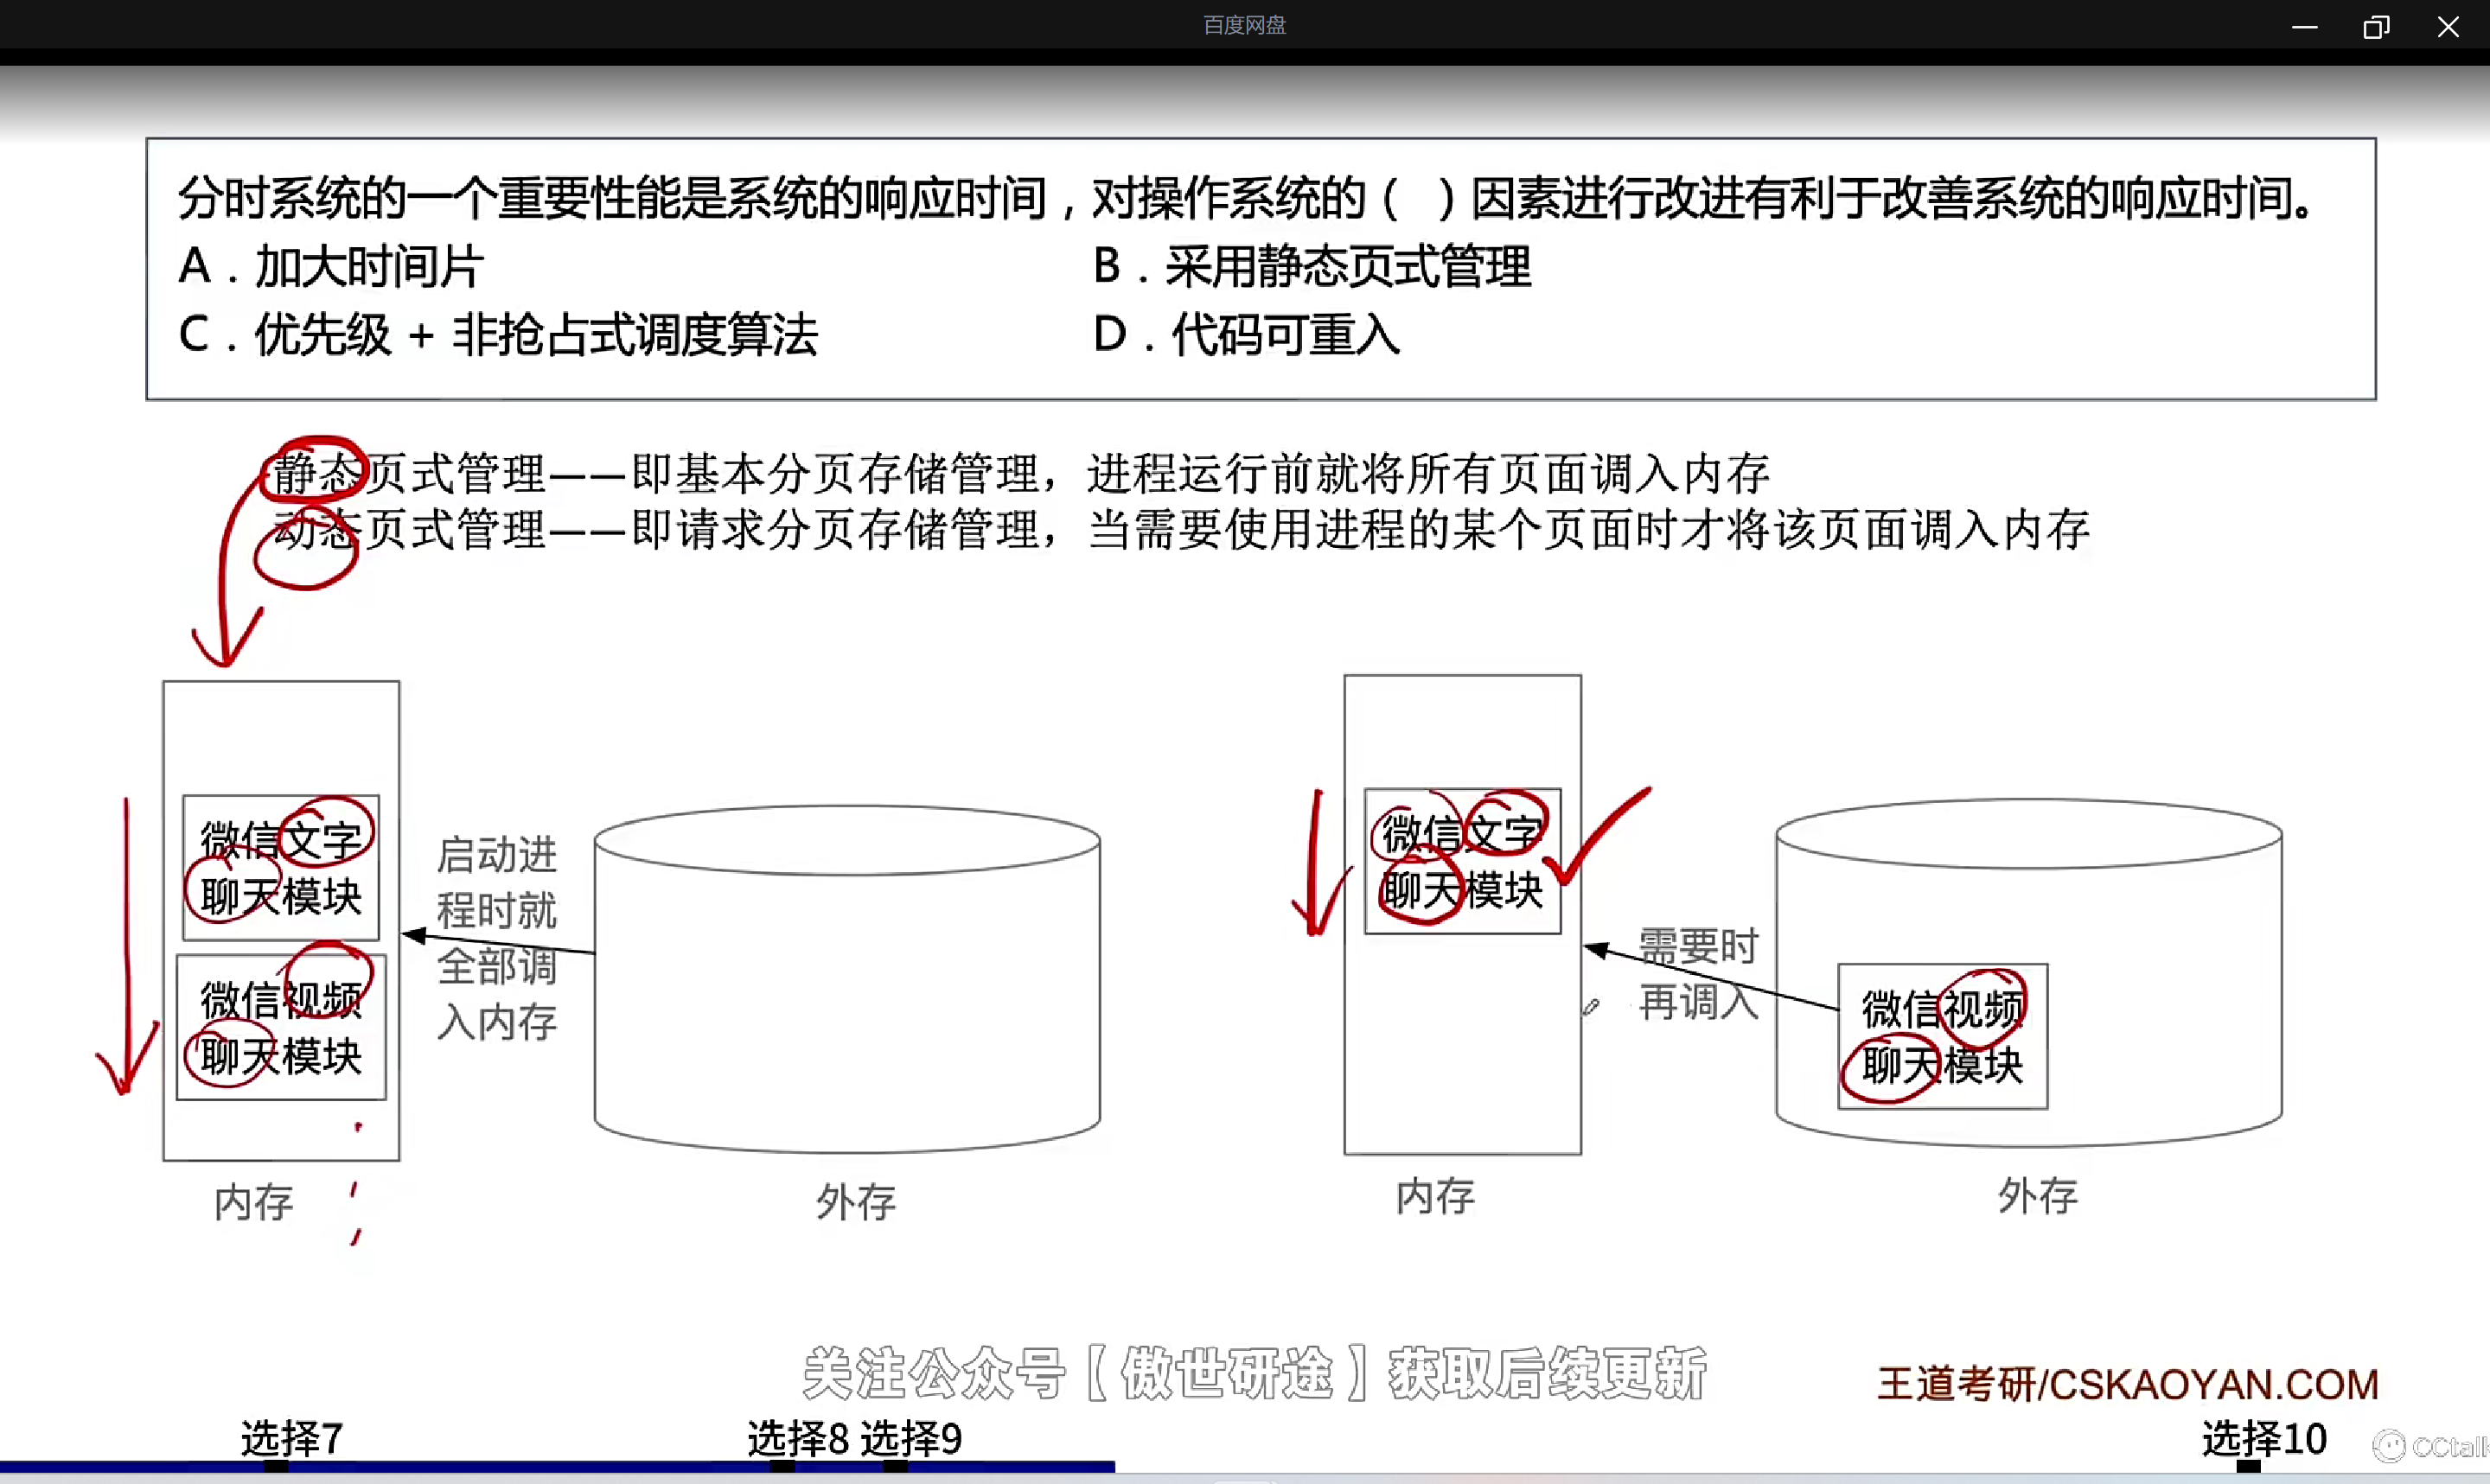 百度网盘
分时系统的一个重要性能是系统的响应时间，对操作系统的（ ）因素进行改进有利于改善系统的响应时间。
A．加大时间片
B．采用静态页式管理
C．优先级 + 非抢占式调度算法
D．代码可重入
静态页式管理——即基本分页存储管理，进程运行前就将所有页面调入内存
动态页式管理——即请求分页存储管理，当需要使用进程的某个页面时才将该页面调入内存
微信文字
聊天模块
微信视频
聊天模块
内存
启动进
程时就
全部调
入内存
外存
微信文字
聊天模块
内存
需要时
再调入
微信视频
聊天模块
外存
关注公众号【傲世研途】获取后续更新
王道考研/CSKAOYAN.COM
选择7
选择8
选择9
选择10
CCtalk